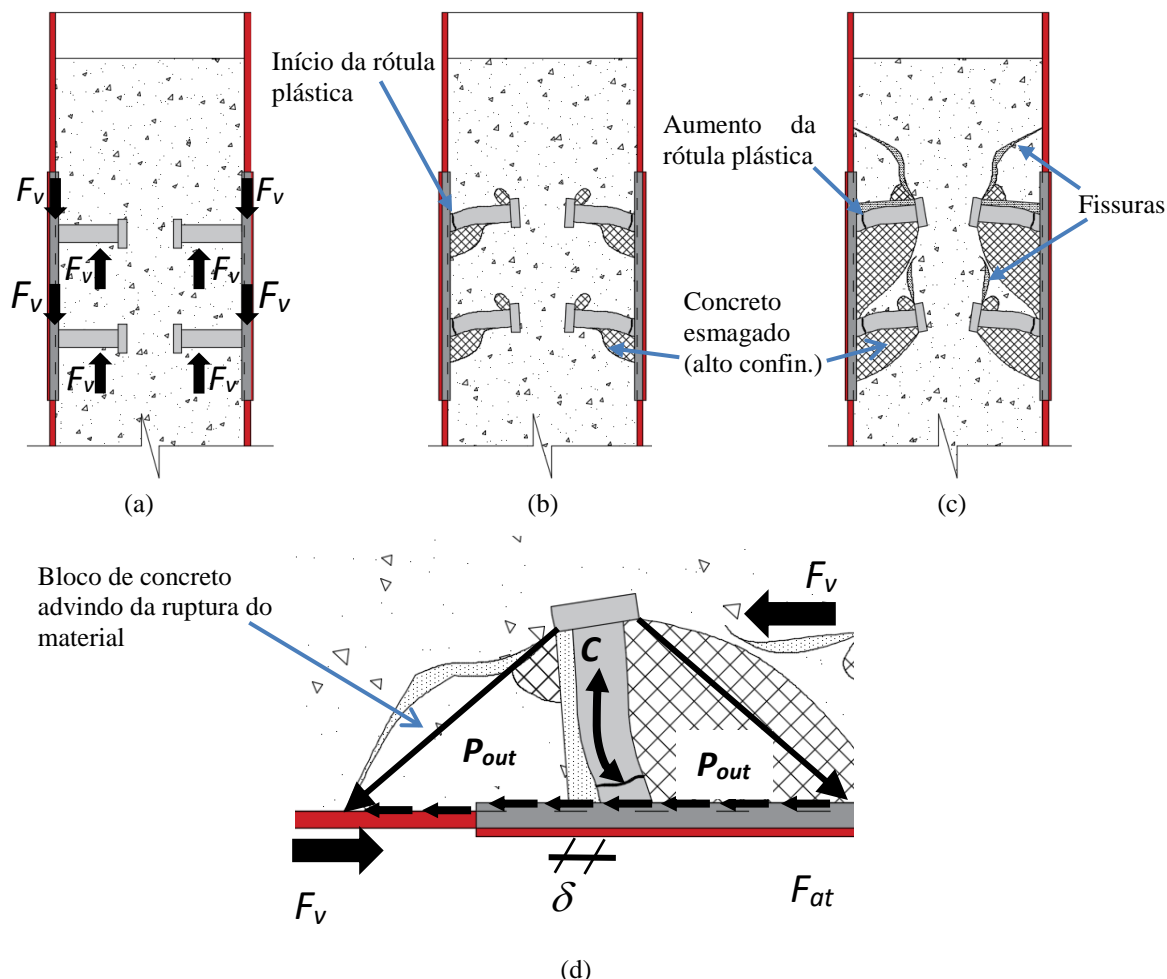 Início da rótula
plástica
F_v
F_v
F_v
F_v
F_v
F_v
F_v
F_v
(a)
(b)
Aumento da
rótula plástica
Fissuras
Concreto
esmagado
(alto confin.)
(c)
Bloco de concreto
advindo da ruptura do
material
F_v
C
P_out
P_out
F_v
δ
F_at
(d)